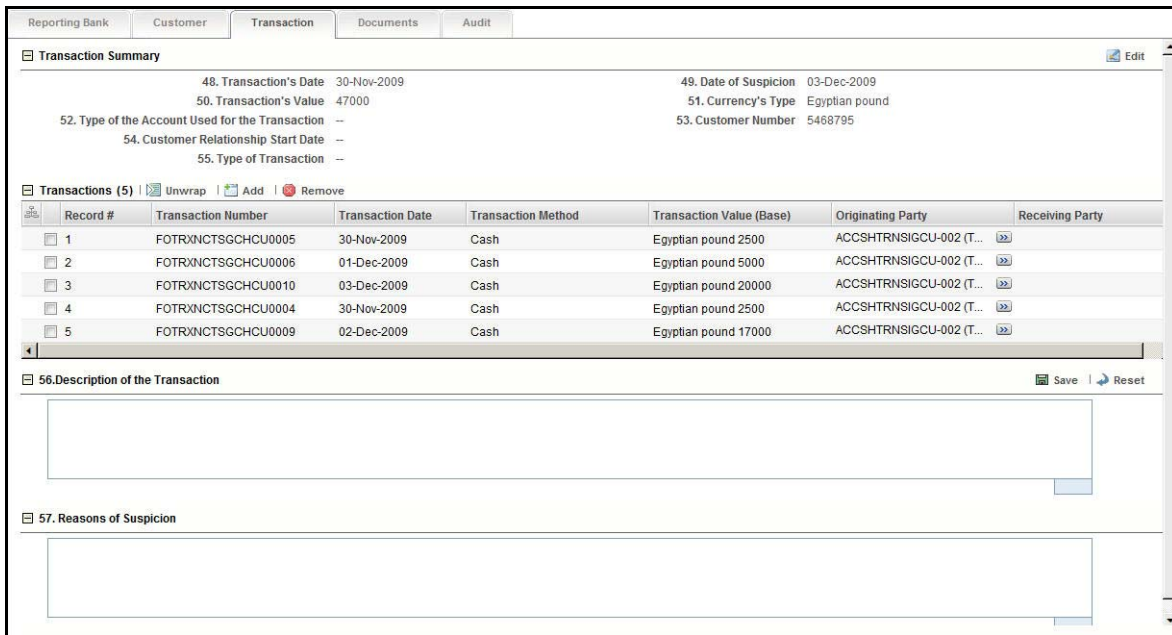 Reporting Bank Customer Transaction Documents Audit
Transaction Summary Edit
48. Transaction's Date 30-Nov-2009 49. Date of Suspicion 03-Dec-2009
50. Transaction's Value 47000 51. Currency's Type Egyptian pound
52. Type of the Account Used for the Transaction -- 53. Customer Number 5468795
54. Customer Relationship Start Date --
55. Type of Transaction --
Transactions (5) | Unwrap | Add | Remove
Record # Transaction Number Transaction Date Transaction Method Transaction Value (Base) Originating Party Receiving Party
1 FOTRXNCTSGCHCU0005 30-Nov-2009 Cash Egyptian pound 2500 ACCSHTRNSIGCU-002 (T... >>
2 FOTRXNCTSGCHCU0006 01-Dec-2009 Cash Egyptian pound 5000 ACCSHTRNSIGCU-002 (T... >>
3 FOTRXNCTSGCHCU0010 03-Dec-2009 Cash Egyptian pound 20000 ACCSHTRNSIGCU-002 (T... >>
4 FOTRXNCTSGCHCU0004 30-Nov-2009 Cash Egyptian pound 2500 ACCSHTRNSIGCU-002 (T... >>
5 FOTRXNCTSGCHCU0009 02-Dec-2009 Cash Egyptian pound 17000 ACCSHTRNSIGCU-002 (T... >>
56.Description of the Transaction Save | Reset
57. Reasons of Suspicion